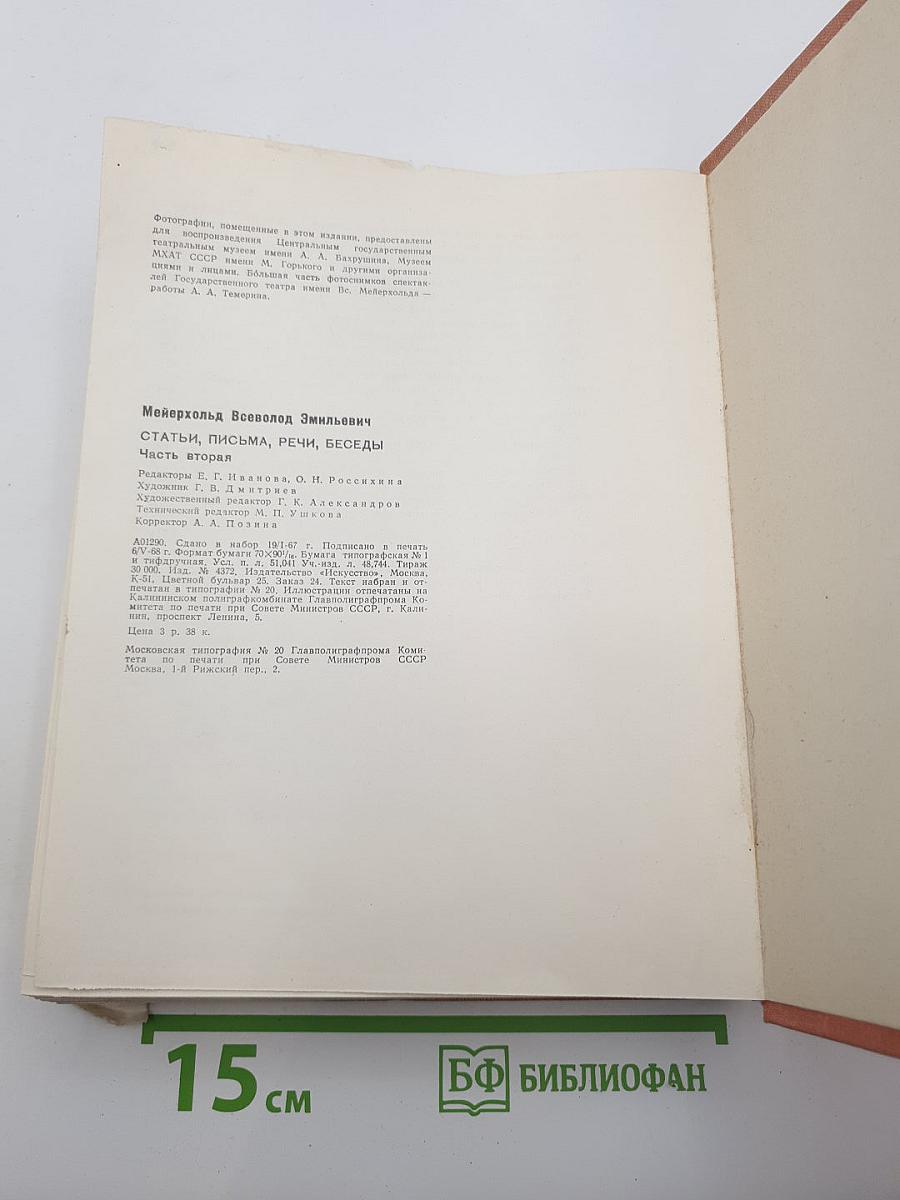 Фотографии, помещенные в этом издании, предоставлены
для воспроизведения Центральным государственным
театральным музеем имени А. А. Бахрушина, Музеем
МХАТ СССР имени М. Горького и другими организа-
циями и лицами. Большая часть фотоснимков спектак-
лей Государственного театра имени Вс. Мейерхольда —
работы А. А. Темерина.
Мейерхольд Всеволод Эмильевич
СТАТЬИ, ПИСЬМА, РЕЧИ, БЕСЕДЫ
Часть вторая
Редакторы Е. Г. Иванова, О. Н. Россихина
Художник Г. В. Дмитриев
Художественный редактор Г. К. Александров
Технический редактор М. П. Ушкова
Корректор А. А. Позина
А01290. Сдано в набор 19/I-67 г. Подписано в печать
6/V-68 г. Формат бумаги 70×90¹/₁₆. Бумага типографская № 1
и тифдручная. Усл. п. л. 51,041 Уч.-изд. л. 48,744. Тираж
30 000. Изд. № 4372. Издательство «Искусство», Москва,
К-51, Цветной бульвар 25. Заказ 24. Текст набран и от-
печатан в типографии № 20. Иллюстрации отпечатаны на
Калининском полиграфкомбинате Главполиграфпрома Ко-
митета по печати при Совете Министров СССР, г. Кали-
нин, проспект Ленина, 5.
Цена 3 р. 38 к.
Московская типография № 20 Главполиграфпрома Коми-
тета по печати при Совете Министров СССР
Москва, 1-й Рижский пер., 2.
15 см
БФ БИБЛИОФАН